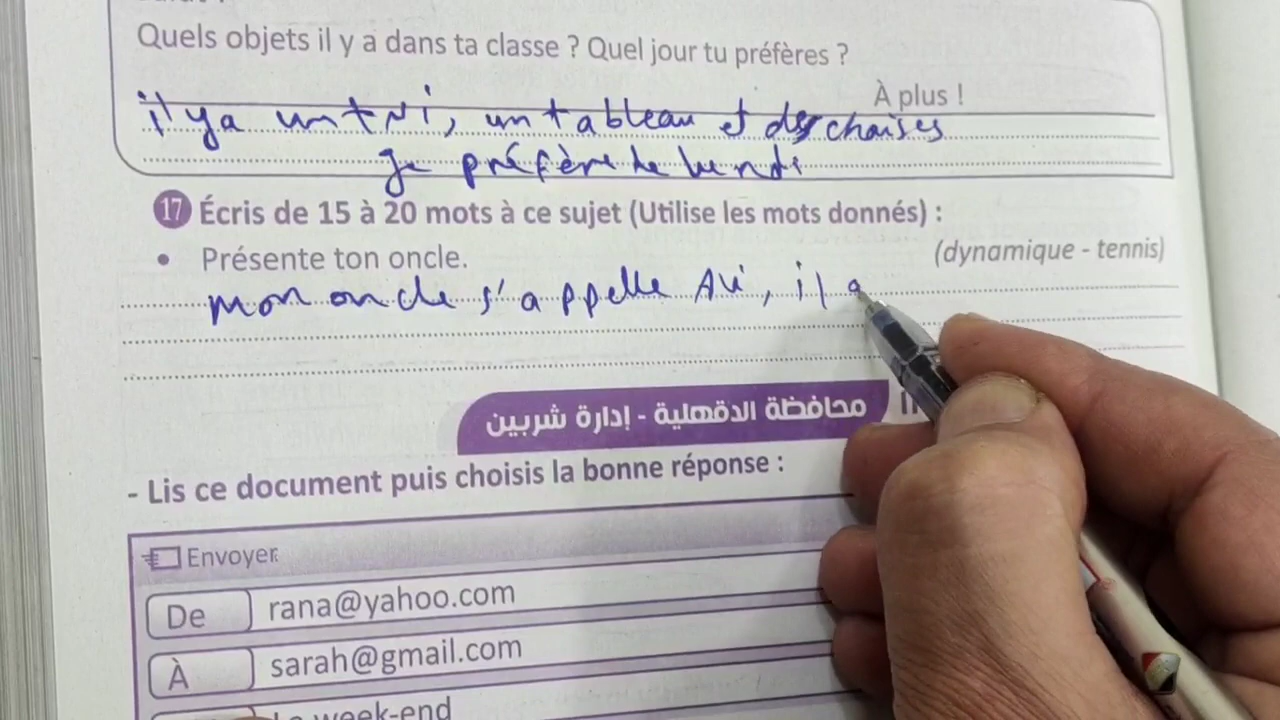 Quels objets il y a dans ta classe ? Quel jour tu préfères ?
À plus !
il y a un tNi, un tableau et des chaises
Je préfère le lundi
17 Écris de 15 à 20 mots à ce sujet (Utilise les mots donnés) :
• Présente ton oncle.
(dynamique - tennis)
mon oncle s'appelle Ali, il a
محافظة الدقهلية - إدارة شربين
- Lis ce document puis choisis la bonne réponse :
Envoyer
De rana@yahoo.com
À sarah@gmail.com
week-end